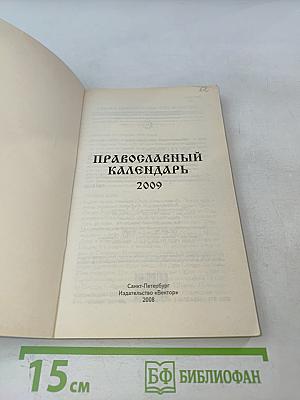 ПРАВОСЛАВНЫЙ
КАЛЕНДАРЬ
2009
Санкт-Петербург
Издательство «Вектор»
2008
15 см
БФ БИБЛИОФАН